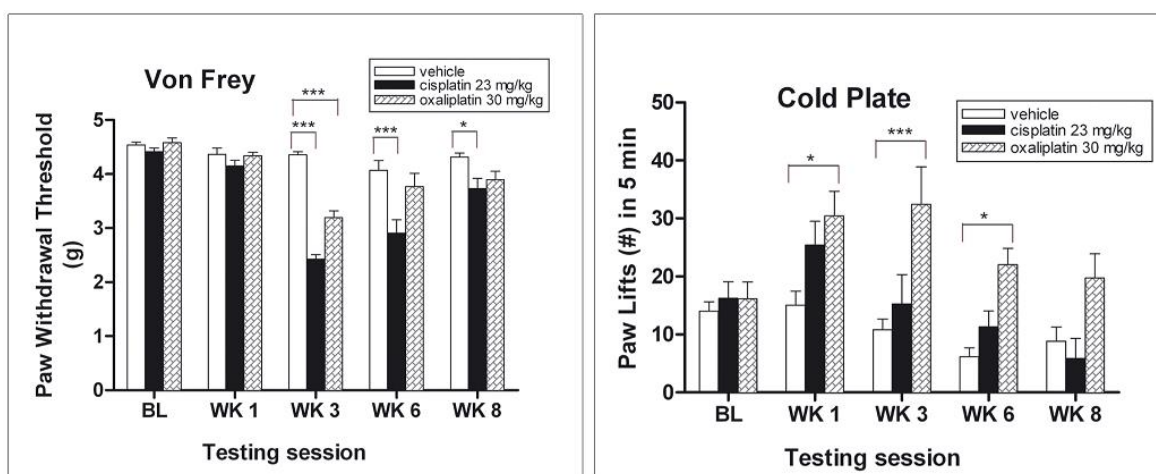 Von Frey
vehicle
cisplatin 23 mg/kg
oxaliplatin 30 mg/kg
Paw Withdrawal Threshold
(g)
5
4
3
2
1
0
***
***
***
*
BL WK 1 WK 3 WK 6 WK 8
Testing session
Cold Plate
vehicle
cisplatin 23 mg/kg
oxaliplatin 30 mg/kg
Paw Lifts (#) in 5 min
50
40
30
20
10
0
*
***
*
BL WK 1 WK 3 WK 6 WK 8
Testing session